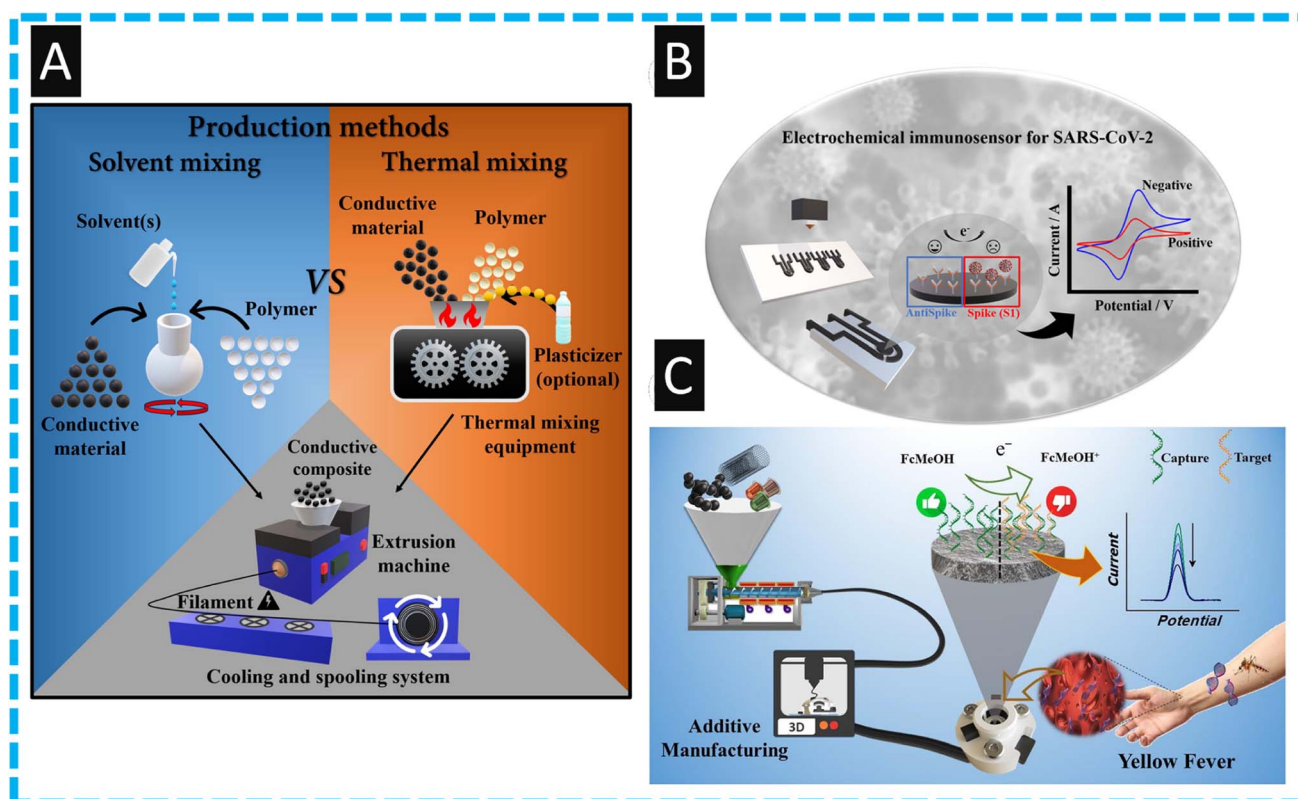 A
Production methods
Solvent mixing
Thermal mixing
Solvent(s)
Conductive
material
Polymer
VS
Polymer
Conductive
material
Plasticizer
(optional)
Thermal mixing
equipment
Conductive
composite
Extrusion
machine
Filament
Cooling and spooling system
B
Electrochemical immunosensor for SARS-CoV-2
e-
AntiSpike
Spike (S1)
Negative
Positive
Current / A
Potential / V
C
FcMeOH
e−
FcMeOH+
Capture
Target
Current
Potential
3D
Additive
Manufacturing
Yellow Fever